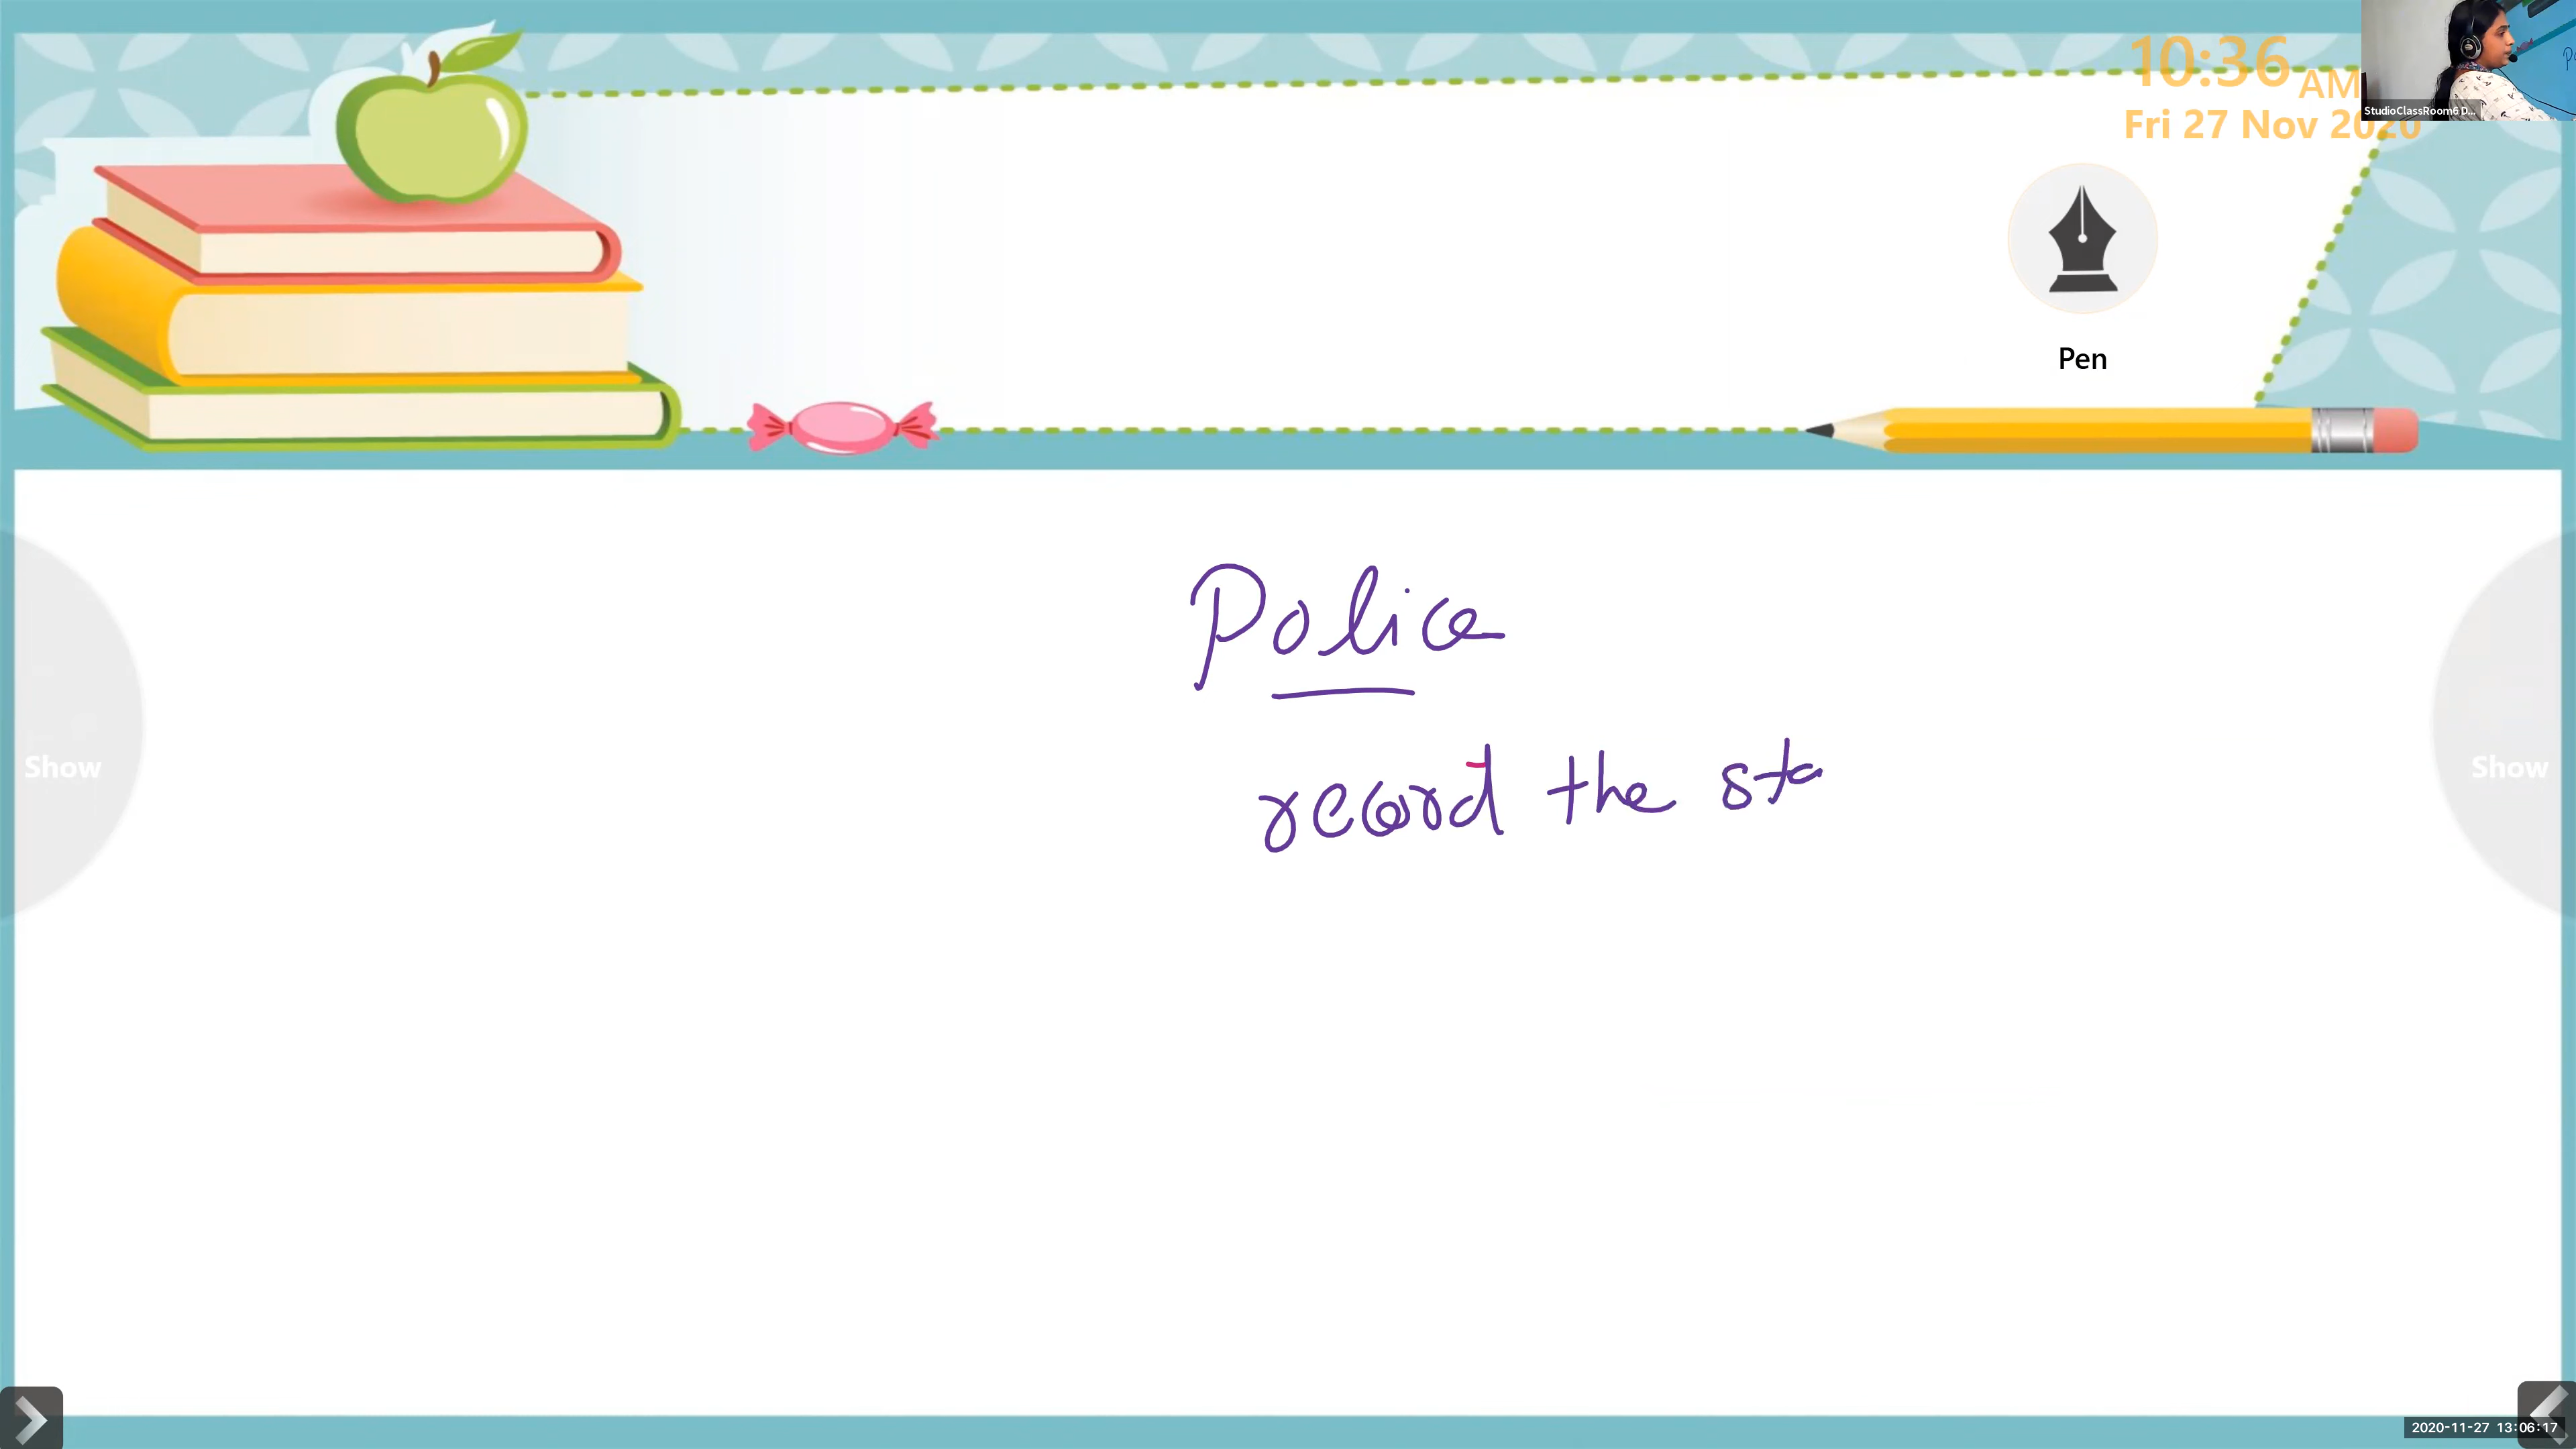 10:36 AM
Fri 27 Nov 2020
StudioClassRoom6 D...
Pen
Police
Show
Show
record the sta
2020-11-27 13:06:17